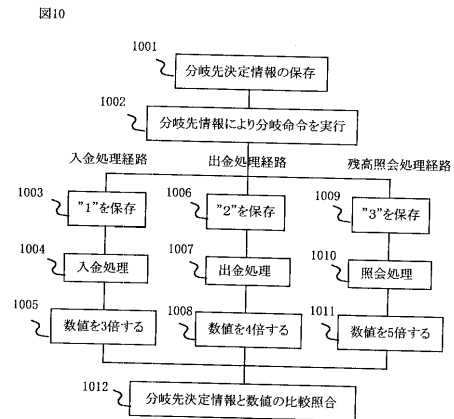 図10
1001
分岐先決定情報の保存
1002
分岐先情報により分岐命令を実行
入金処理経路
出金処理経路
残高照会処理経路
1003
"1"を保存
1006
"2"を保存
1009
"3"を保存
1004
入金処理
1007
出金処理
1010
照会処理
1005
数値を3倍する
1008
数値を4倍する
1011
数値を5倍する
1012
分岐先決定情報と数値の比較照合